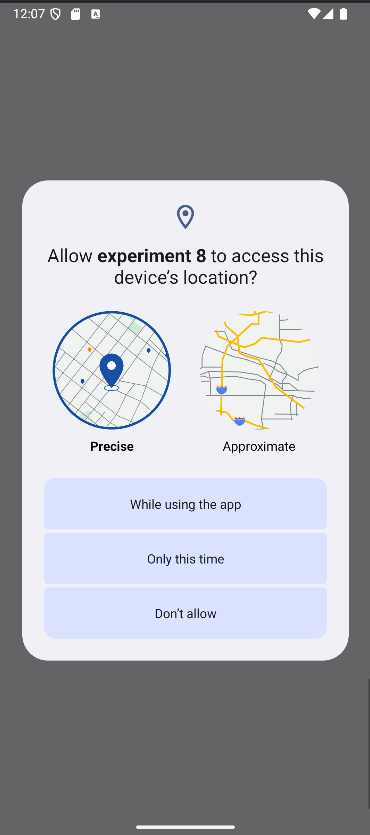 12:07
Allow experiment 8 to access this
device's location?
Precise
Approximate
While using the app
Only this time
Don't allow